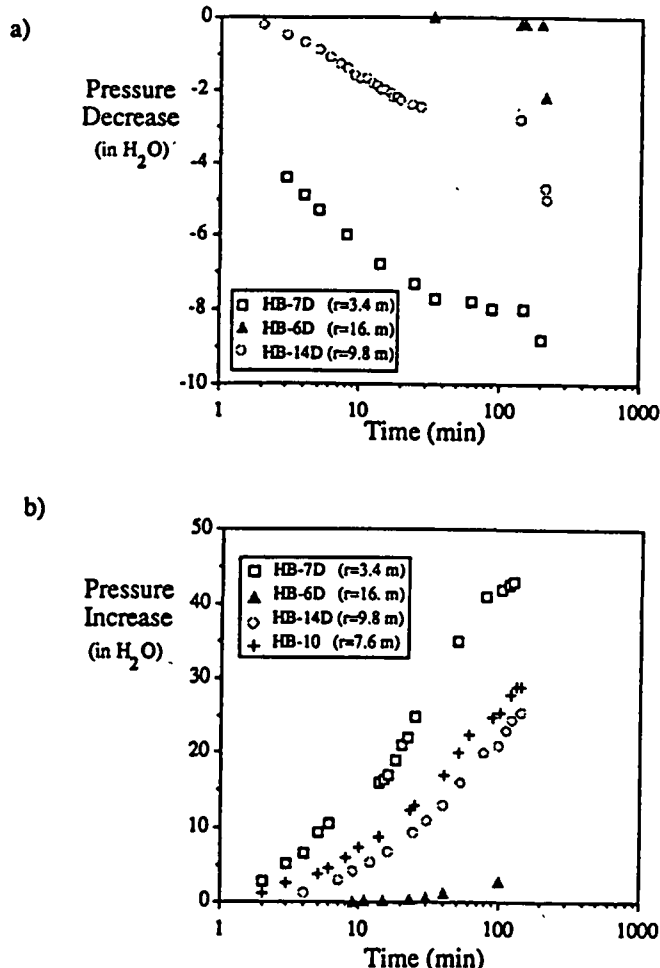 a)
Pressure
Decrease
(in H2O)
0
-2
-4
-6
-8
-10
HB-7D (r=3.4 m)
HB-6D (r=16. m)
HB-14D (r=9.8 m)
1 10 100 1000
Time (min)
b)
Pressure
Increase
(in H2O)
50
40
30
20
10
0
HB-7D (r=3.4 m)
HB-6D (r=16. m)
HB-14D (r=9.8 m)
HB-10 (r=7.6 m)
1 10 100 1000
Time (min)